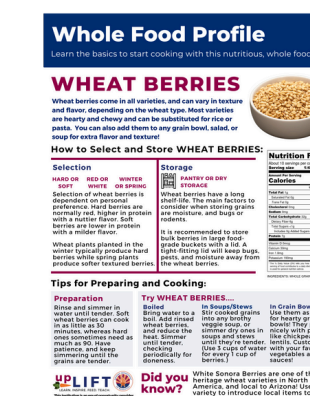 Whole Food Profile
Learn the basics to start cooking with this nutritious, whole food
WHEAT BERRIES
Wheat berries come in all varieties, and can vary in texture
and flavor, depending on the wheat type. Most varieties
are hearty and chewy and can be substituted for rice or
pasta. You can also add them to any grain bowl, salad, or
soup for extra flavor and texture!
How to Select and Store WHEAT BERRIES:
Selection
HARD OR SOFT
RED OR WHITE
WINTER OR SPRING
Selection of wheat berries is
dependent on personal
preference. Hard berries are
normally red; higher in protein
with a nuttier flavor. Soft
berries are lower in protein
with a milder flavor.
Wheat plants planted in the
winter typically produce hard
berries while spring plants
produce softer textured berries.
Storage
PANTRY OR DRY
STORAGE
Wheat berries have a long
shelf-life. The main factors to
consider when storing grains
are moisture, and bugs or
rodents.
It is recommended to store
bulk berries in large food-
grade buckets with a lid. A
tight-fitting lid will keep bugs,
pests, and moisture away from
the wheat berries.
Nutrition F
Serving size
Calories
Tips for Preparing and Cooking:
Preparation
Rinse and simmer in
water until tender. Soft
wheat berries can cook
in as little as 30
minutes, whereas hard
ones sometimes need as
much as 90. Have
patience, and keep
simmering until the
grains are tender.
Try WHEAT BERRIES....
Boiled
Bring water to a
boil. Add rinsed
wheat berries,
and reduce the
heat. Simmer
until tender,
checking
periodically for
doneness.
In Soups/Stews
Stir cooked grains
into any brothy
veggie soup, or
simmer dry ones in
soups and stews
until they're tender.
(Use 3 cups of water
for every 1 cup of
berries.)
In Grain Bow
Use them as
for hearty gr
bowls! They
nicely with p
like chickpea
lentils. Custo
with your fav
vegetables a
sauces!
UPLIFT
LEARN. INSPIRE. FEED. TEACH
Did you
know?
White Sonora Berries are one of th
heritage wheat varieties in North
America, and local to Arizona! Use
variety to introduce local items to